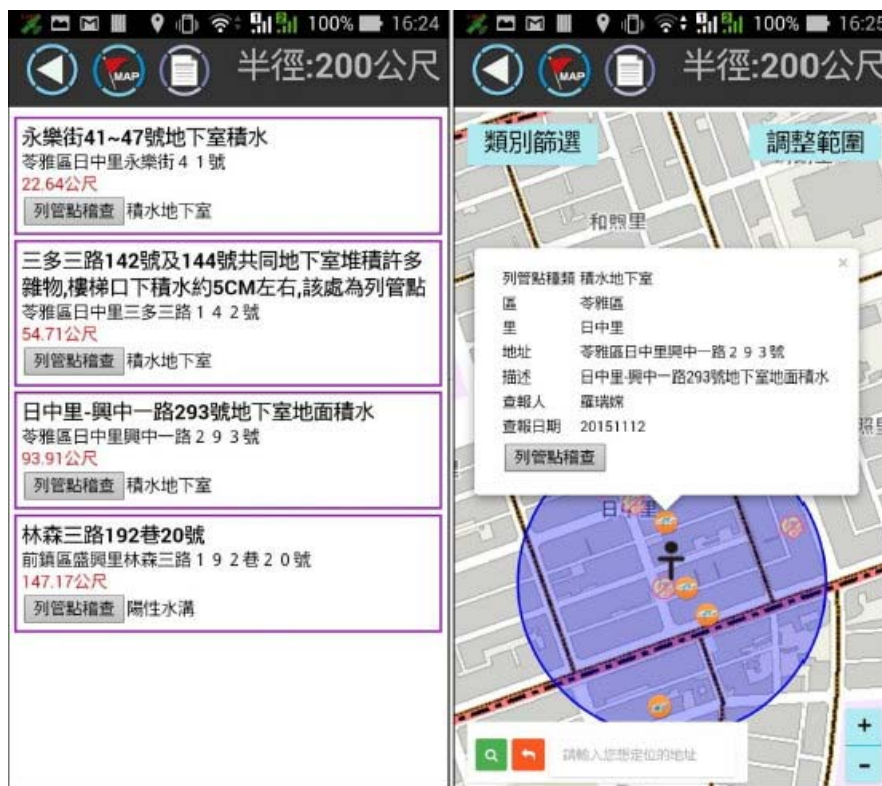 100% 16:24
MAP
半徑:200公尺
永樂街41~47號地下室積水
苓雅區日中里永樂街４１號
22.64公尺
列管點稽查 積水地下室
三多三路142號及144號共同地下室堆積許多
雜物,樓梯口下積水約5CM左右,該處為列管點
苓雅區日中里三多三路１４２號
54.71公尺
列管點稽查 積水地下室
日中里-興中一路293號地下室地面積水
苓雅區日中里興中一路２９３號
93.91公尺
列管點稽查 積水地下室
林森三路192巷20號
前鎮區盛興里林森三路１９２巷２０號
147.17公尺
列管點稽查 陽性水溝
100% 16:25
MAP
半徑:200公尺
類別篩選
調整範圍
和煦里
×
列管點種類 積水地下室
區 苓雅區
里 日中里
地址 苓雅區日中里興中一路２９３號
描述 日中里-興中一路293號地下室地面積水
查報人 羅瑞嫁
查報日期 20151112
列管點稽查
日中里
請輸入您想定位的地址
+
-